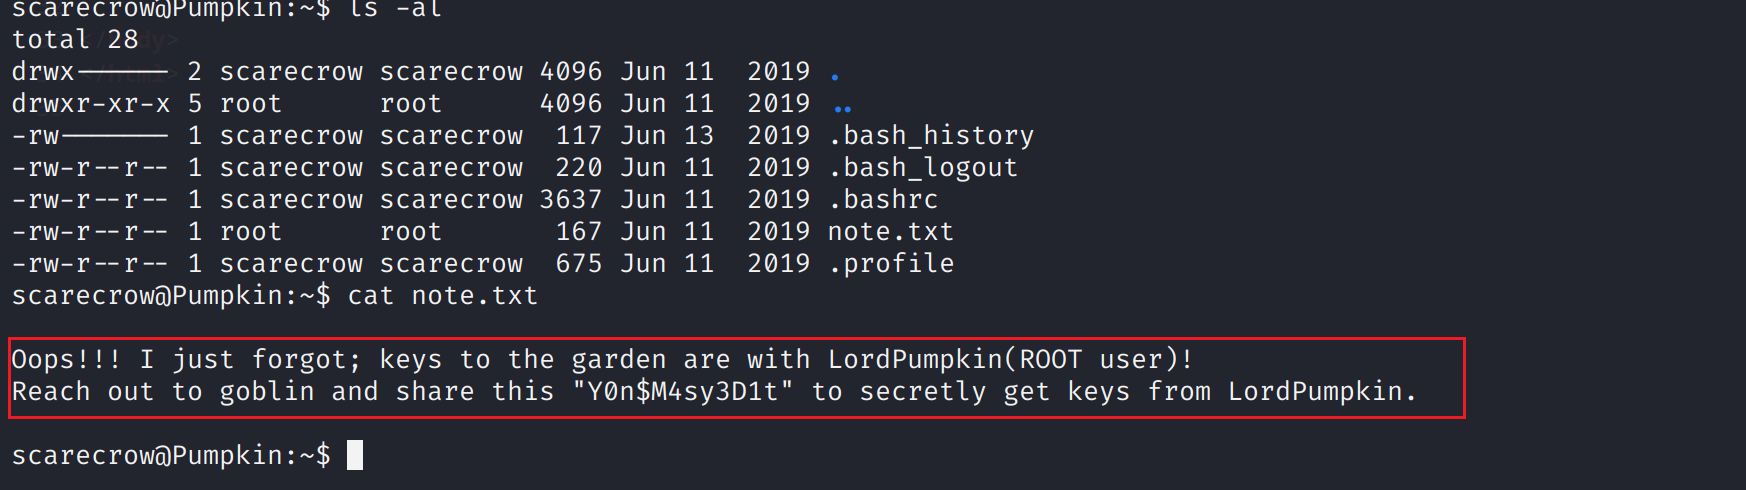 scarecrow@Pumpkin:~$ ls -al
total 28
drwx------ 2 scarecrow scarecrow 4096 Jun 11  2019 .
drwxr-xr-x 5 root      root      4096 Jun 11  2019 ..
-rw------- 1 scarecrow scarecrow  117 Jun 13  2019 .bash_history
-rw-r--r-- 1 scarecrow scarecrow  220 Jun 11  2019 .bash_logout
-rw-r--r-- 1 scarecrow scarecrow 3637 Jun 11  2019 .bashrc
-rw-r--r-- 1 root      root       167 Jun 11  2019 note.txt
-rw-r--r-- 1 scarecrow scarecrow  675 Jun 11  2019 .profile
scarecrow@Pumpkin:~$ cat note.txt
Oops!!! I just forgot; keys to the garden are with LordPumpkin(ROOT user)!
Reach out to goblin and share this "Y0n$M4sy3D1t" to secretly get keys from LordPumpkin.
scarecrow@Pumpkin:~$